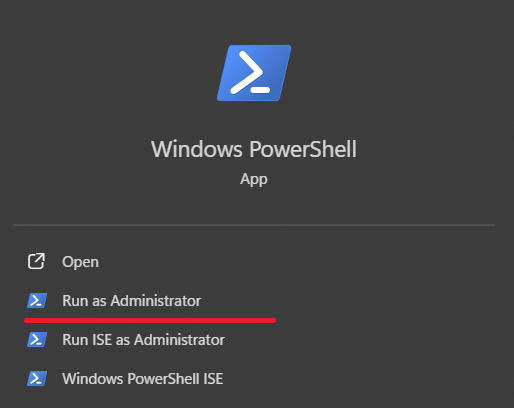 Windows PowerShell
App
Open
Run as Administrator
Run ISE as Administrator
Windows PowerShell ISE